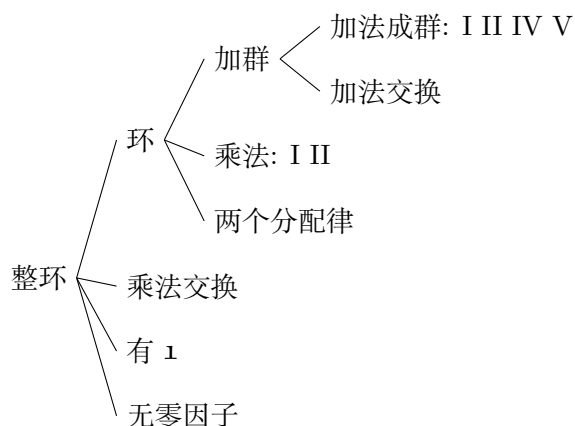 加法成群: I II IV V
加群
加法交换
环
乘法: I II
两个分配律
整环
乘法交换
有 1
无零因子